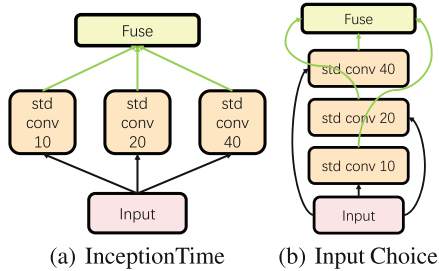 Fuse
std
conv
10
std
conv
20
std
conv
40
Input
(a) InceptionTime
Fuse
std conv 40
std conv 20
std conv 10
Input
(b) Input Choice